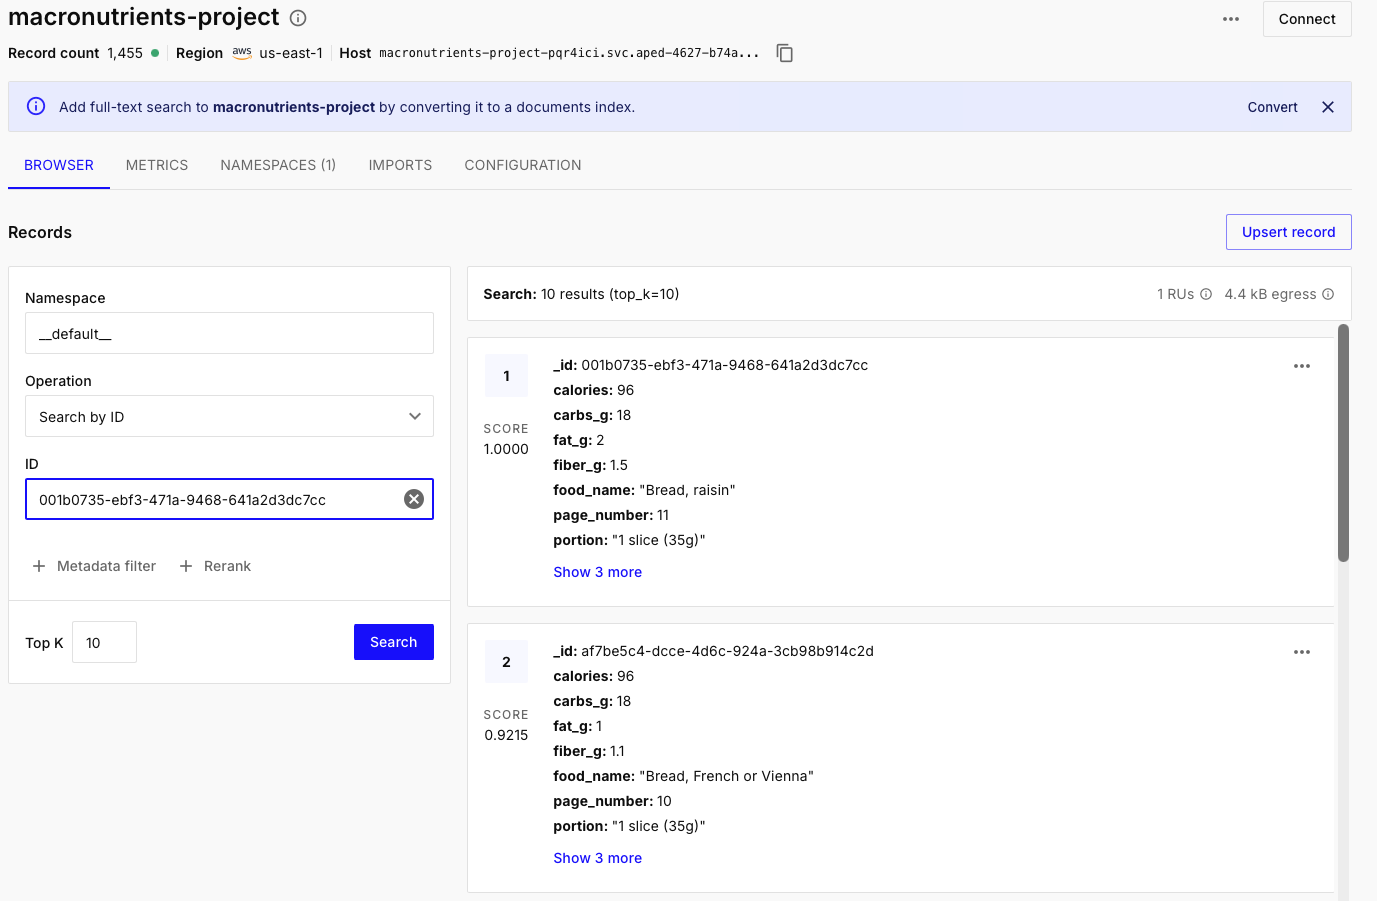 macronutrients-project
Connect
Record count 1,455 Region aws us-east-1 Host macronutrients-project-pqr4ici.svc.aped-4627-b74a...
Add full-text search to macronutrients-project by converting it to a documents index. Convert
BROWSER METRICS NAMESPACES (1) IMPORTS CONFIGURATION
Records
Upsert record
Namespace
__default__
Operation
Search by ID
ID
001b0735-ebf3-471a-9468-641a2d3dc7cc
+ Metadata filter + Rerank
Top K 10 Search
Search: 10 results (top_k=10) 1 RUs 4.4 kB egress
1
SCORE
1.0000
_id: 001b0735-ebf3-471a-9468-641a2d3dc7cc
calories: 96
carbs_g: 18
fat_g: 2
fiber_g: 1.5
food_name: "Bread, raisin"
page_number: 11
portion: "1 slice (35g)"
Show 3 more
2
SCORE
0.9215
_id: af7be5c4-dcce-4d6c-924a-3cb98b914c2d
calories: 96
carbs_g: 18
fat_g: 1
fiber_g: 1.1
food_name: "Bread, French or Vienna"
page_number: 10
portion: "1 slice (35g)"
Show 3 more